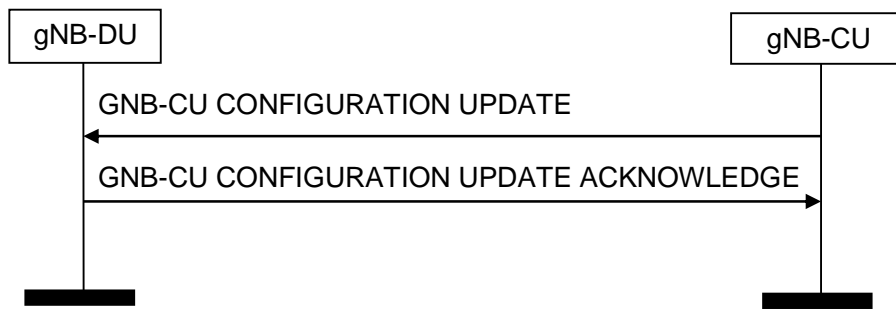 gNB-DU
gNB-CU
GNB-CU CONFIGURATION UPDATE
GNB-CU CONFIGURATION UPDATE ACKNOWLEDGE